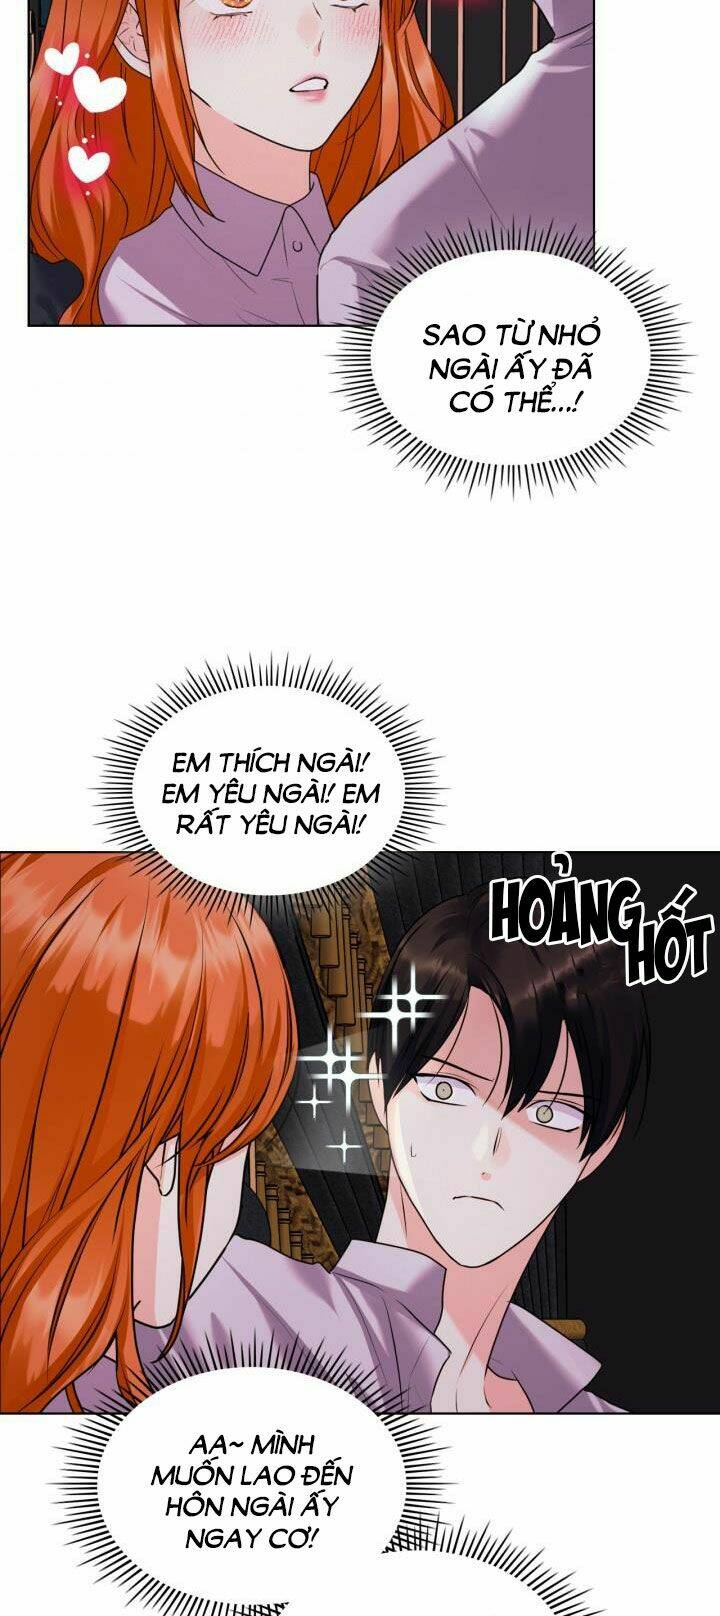 SAO TỪ NHỎ
NGÀI ẤY ĐÃ
CÓ THỂ...!
EM THÍCH NGÀI!
EM YÊU NGÀI! EM
RẤT YÊU NGÀI!
HOẢNG
HỐT
AA~ MÌNH
MUỐN LAO ĐẾN
HÔN NGÀI ẤY
NGAY CƠ!